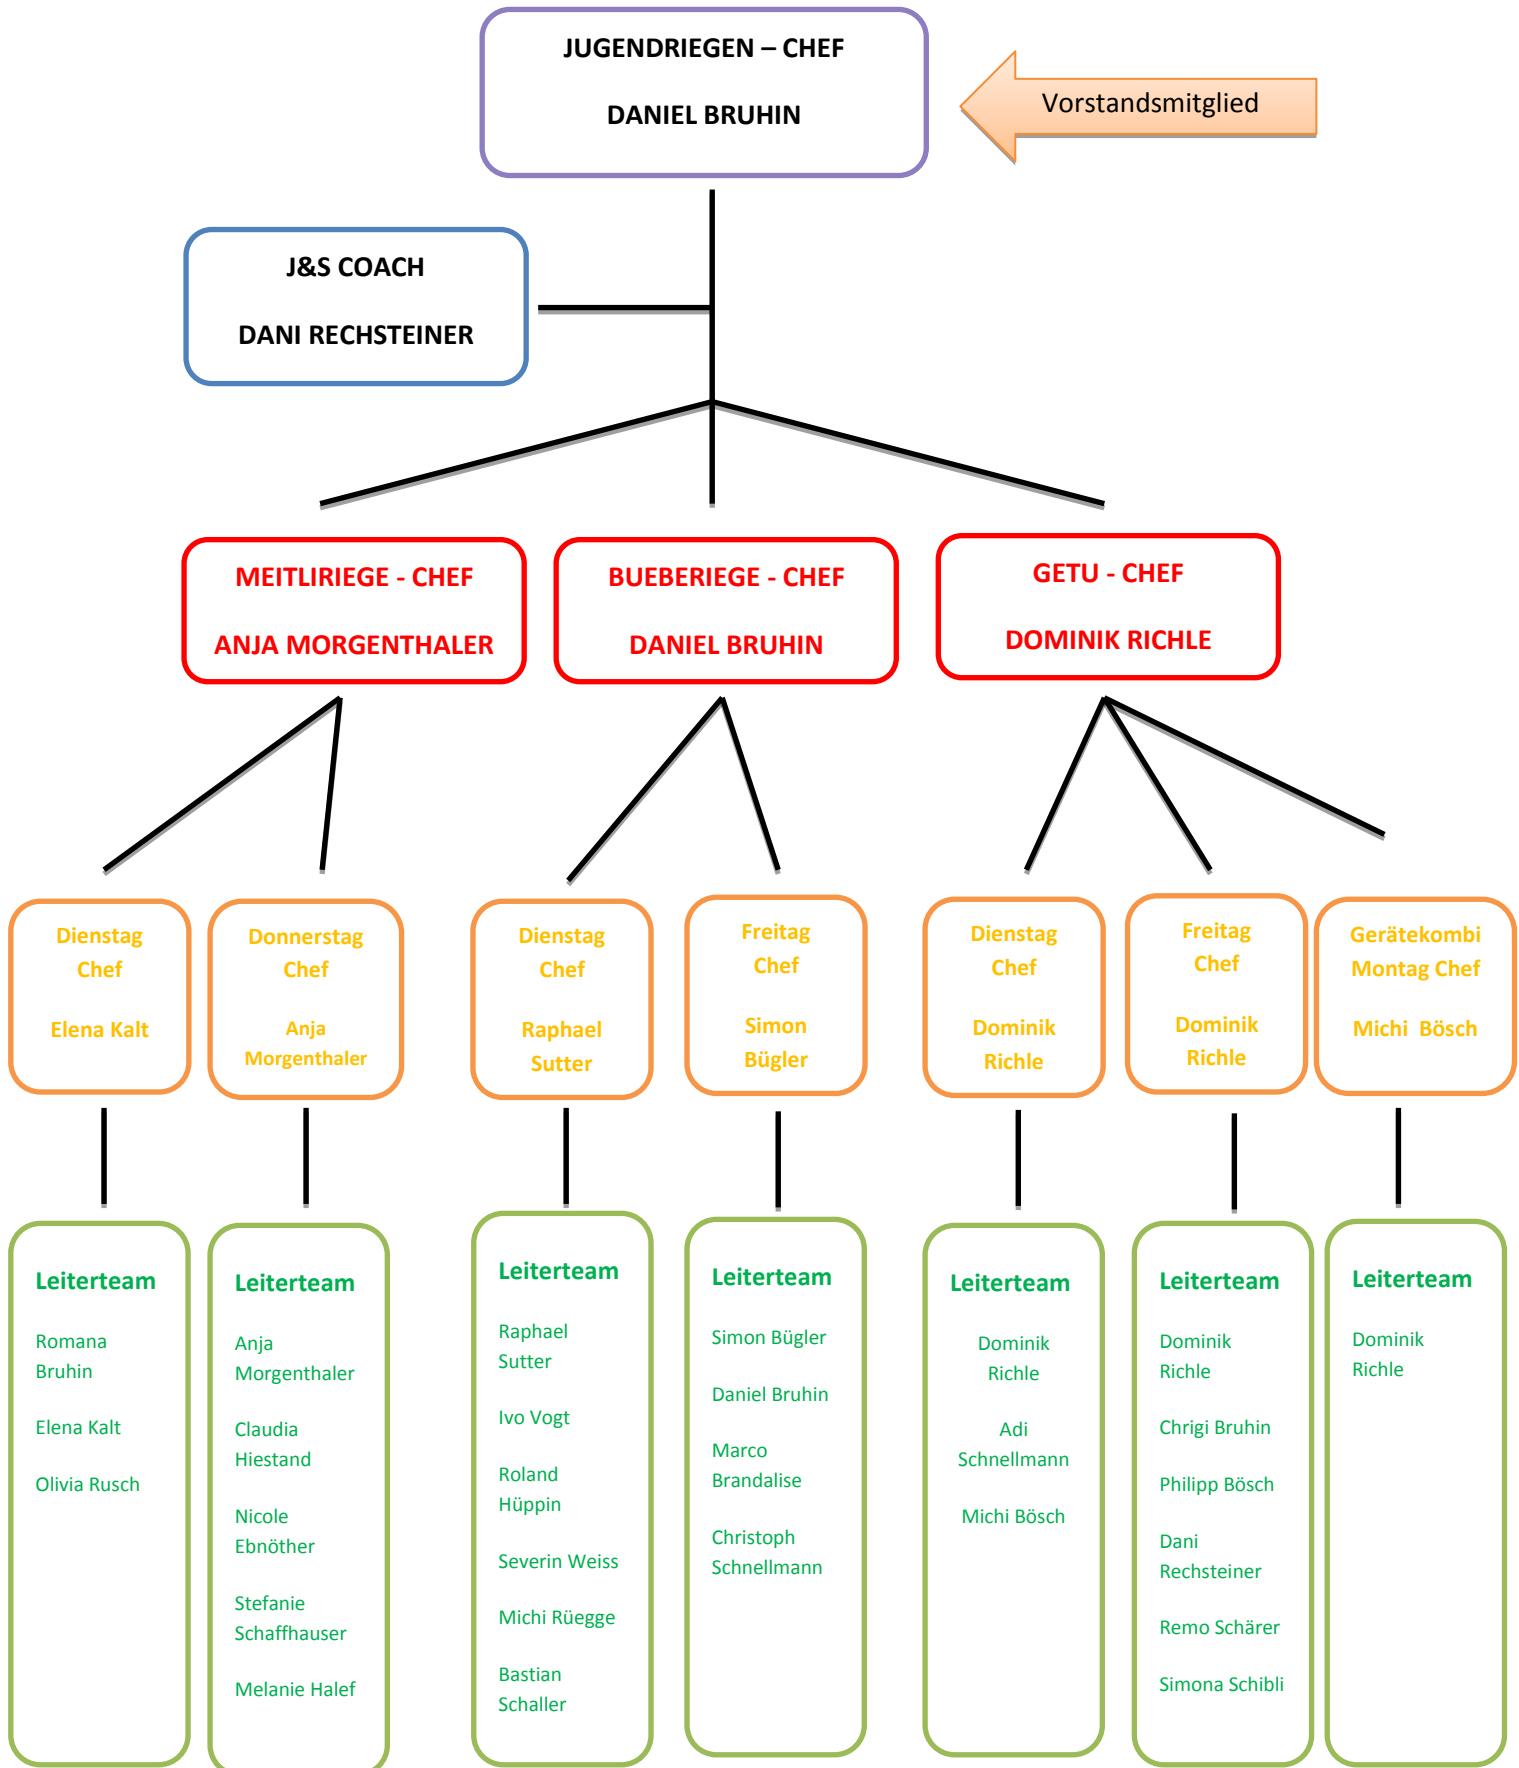 JUGENDRIEGEN – CHEF
DANIEL BRUHIN
Vorstandsmitglied
J&S COACH
DANI RECHSTEINER
MEITLIRIEGE - CHEF
ANJA MORGENTHALER
BUEBERIEGE - CHEF
DANIEL BRUHIN
GETU - CHEF
DOMINIK RICHLE
Dienstag
Chef
Elena Kalt
Donnerstag
Chef
Anja
Morgenthaler
Dienstag
Chef
Raphael
Sutter
Freitag
Chef
Simon
Bügler
Dienstag
Chef
Dominik
Richle
Freitag
Chef
Dominik
Richle
Gerätekombi
Montag Chef
Michi  Bösch
Leiterteam
Romana
Bruhin
Elena Kalt
Olivia Rusch
Leiterteam
Anja
Morgenthaler
Claudia
Hiestand
Nicole
Ebnöther
Stefanie
Schaffhauser
Melanie Halef
Leiterteam
Raphael
Sutter
Ivo Vogt
Roland
Hüppin
Severin Weiss
Michi Rüegge
Bastian
Schaller
Leiterteam
Simon Bügler
Daniel Bruhin
Marco
Brandalise
Christoph
Schnellmann
Leiterteam
Dominik
Richle
Adi
Schnellmann
Michi Bösch
Leiterteam
Dominik
Richle
Chrigi Bruhin
Philipp Bösch
Dani
Rechsteiner
Remo Schärer
Simona Schibli
Leiterteam
Dominik
Richle